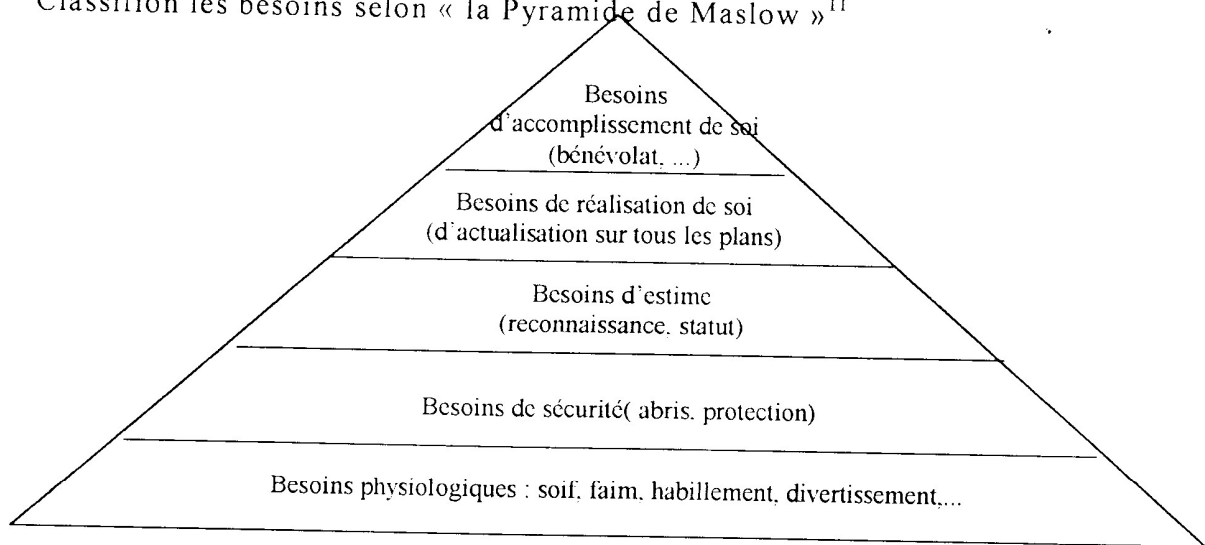 Classifion les besoins selon « la Pyramide de Maslow »11
Besoins
d'accomplissement de soi
(bénévolat, ...)
Besoins de réalisation de soi
(d'actualisation sur tous les plans)
Besoins d'estime
(reconnaissance, statut)
Besoins de sécurité( abris. protection)
Besoins physiologiques : soif, faim, habillement, divertissement,...